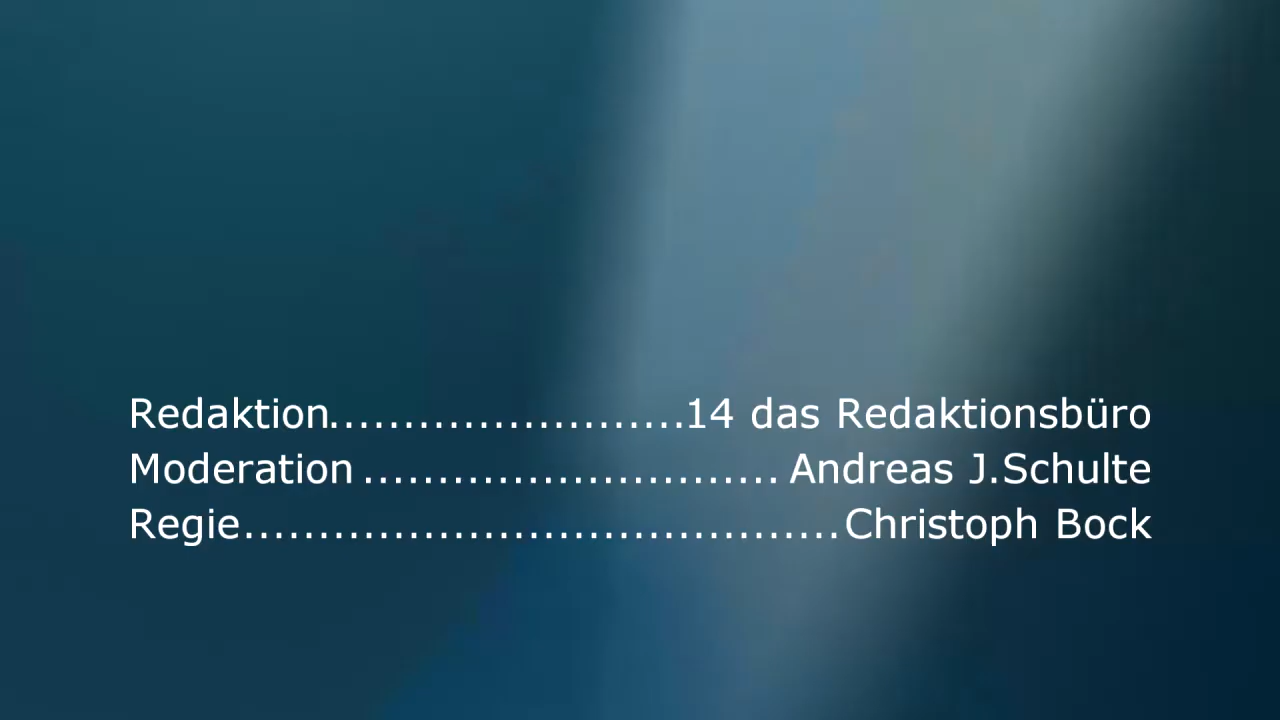 Redaktion........................14 das Redaktionsbüro
Moderation ............................ Andreas J.Schulte
Regie........................................Christoph Bock